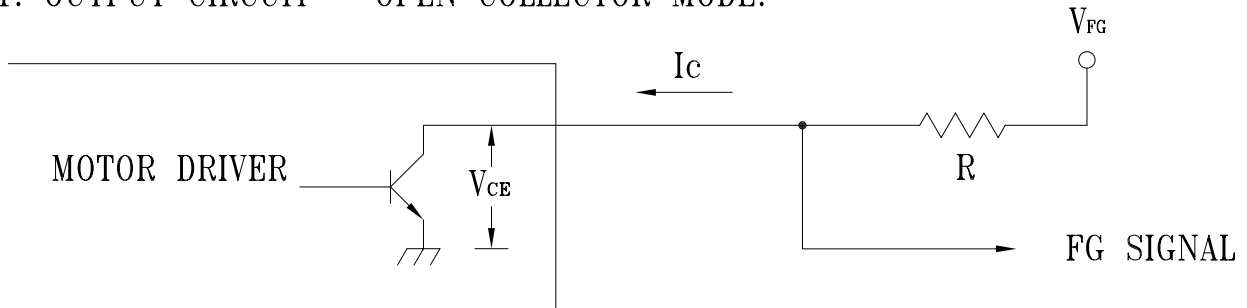 OUTPUT CIRCUIT OPEN COLLECTOR MODE:
VFG
Ic
MOTOR DRIVER
VCE
R
FG SIGNAL